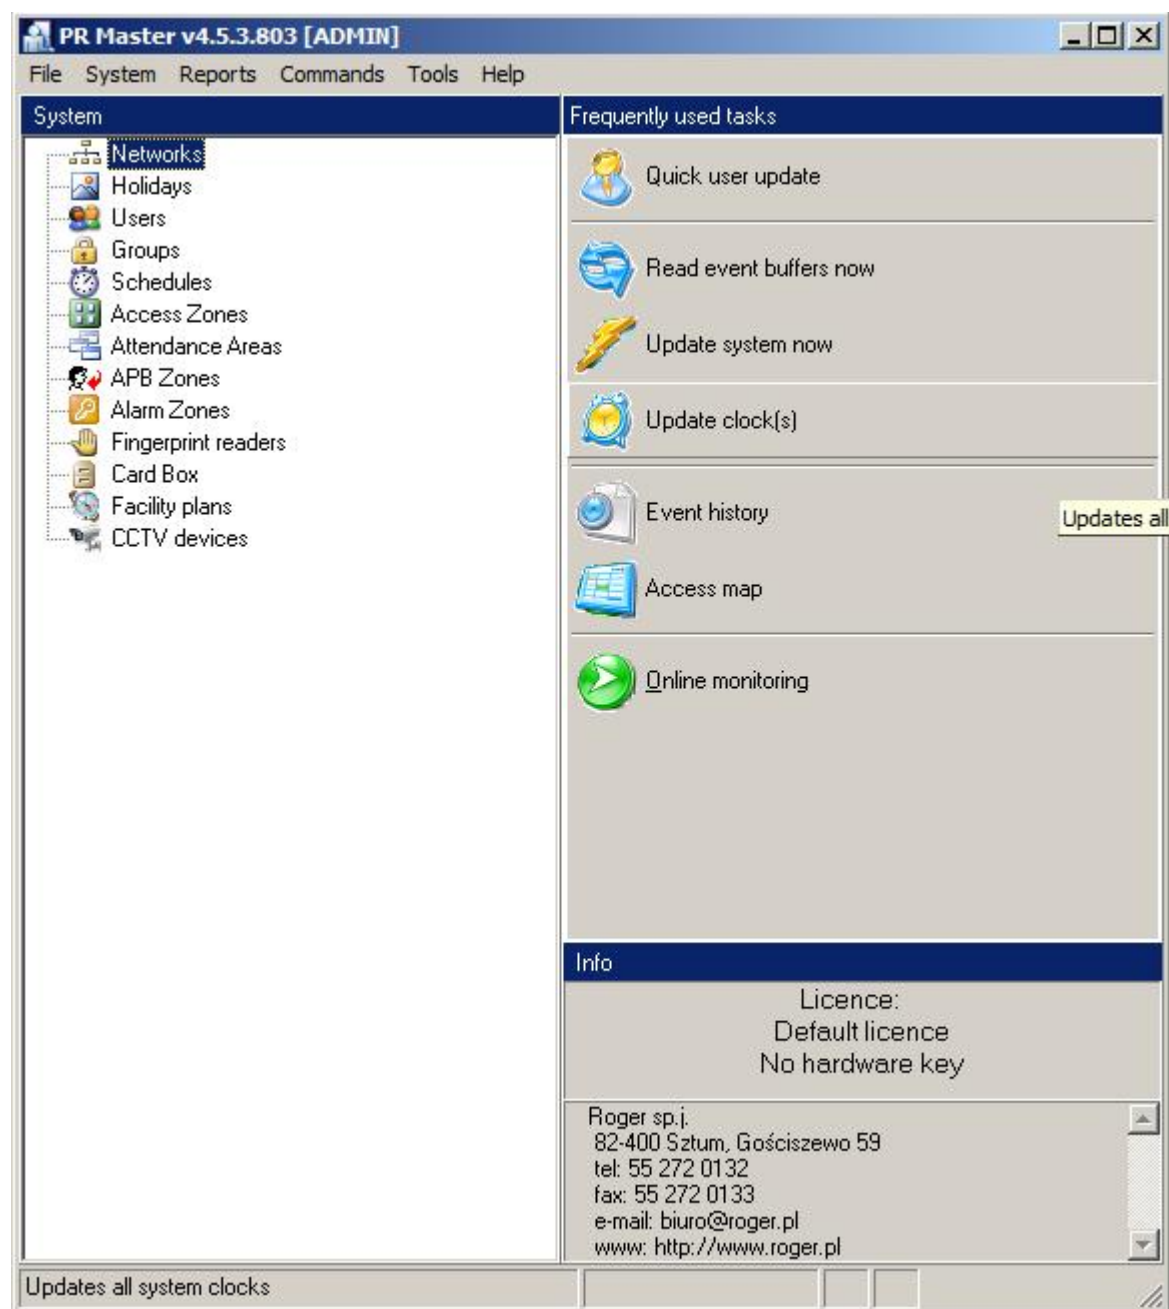 PR Master v4.5.3.803 [ADMIN]
File System Reports Commands Tools Help
System
Networks
Holidays
Users
Groups
Schedules
Access Zones
Attendance Areas
APB Zones
Alarm Zones
Fingerprint readers
Card Box
Facility plans
CCTV devices
Frequently used tasks
Quick user update
Read event buffers now
Update system now
Update clock(s)
Event history
Updates all
Access map
Online monitoring
Info
Licence:
Default licence
No hardware key
Roger sp.j.
82-400 Sztum, Gościszewo 59
tel: 55 272 0132
fax: 55 272 0133
e-mail: biuro@roger.pl
www: http://www.roger.pl
Updates all system clocks